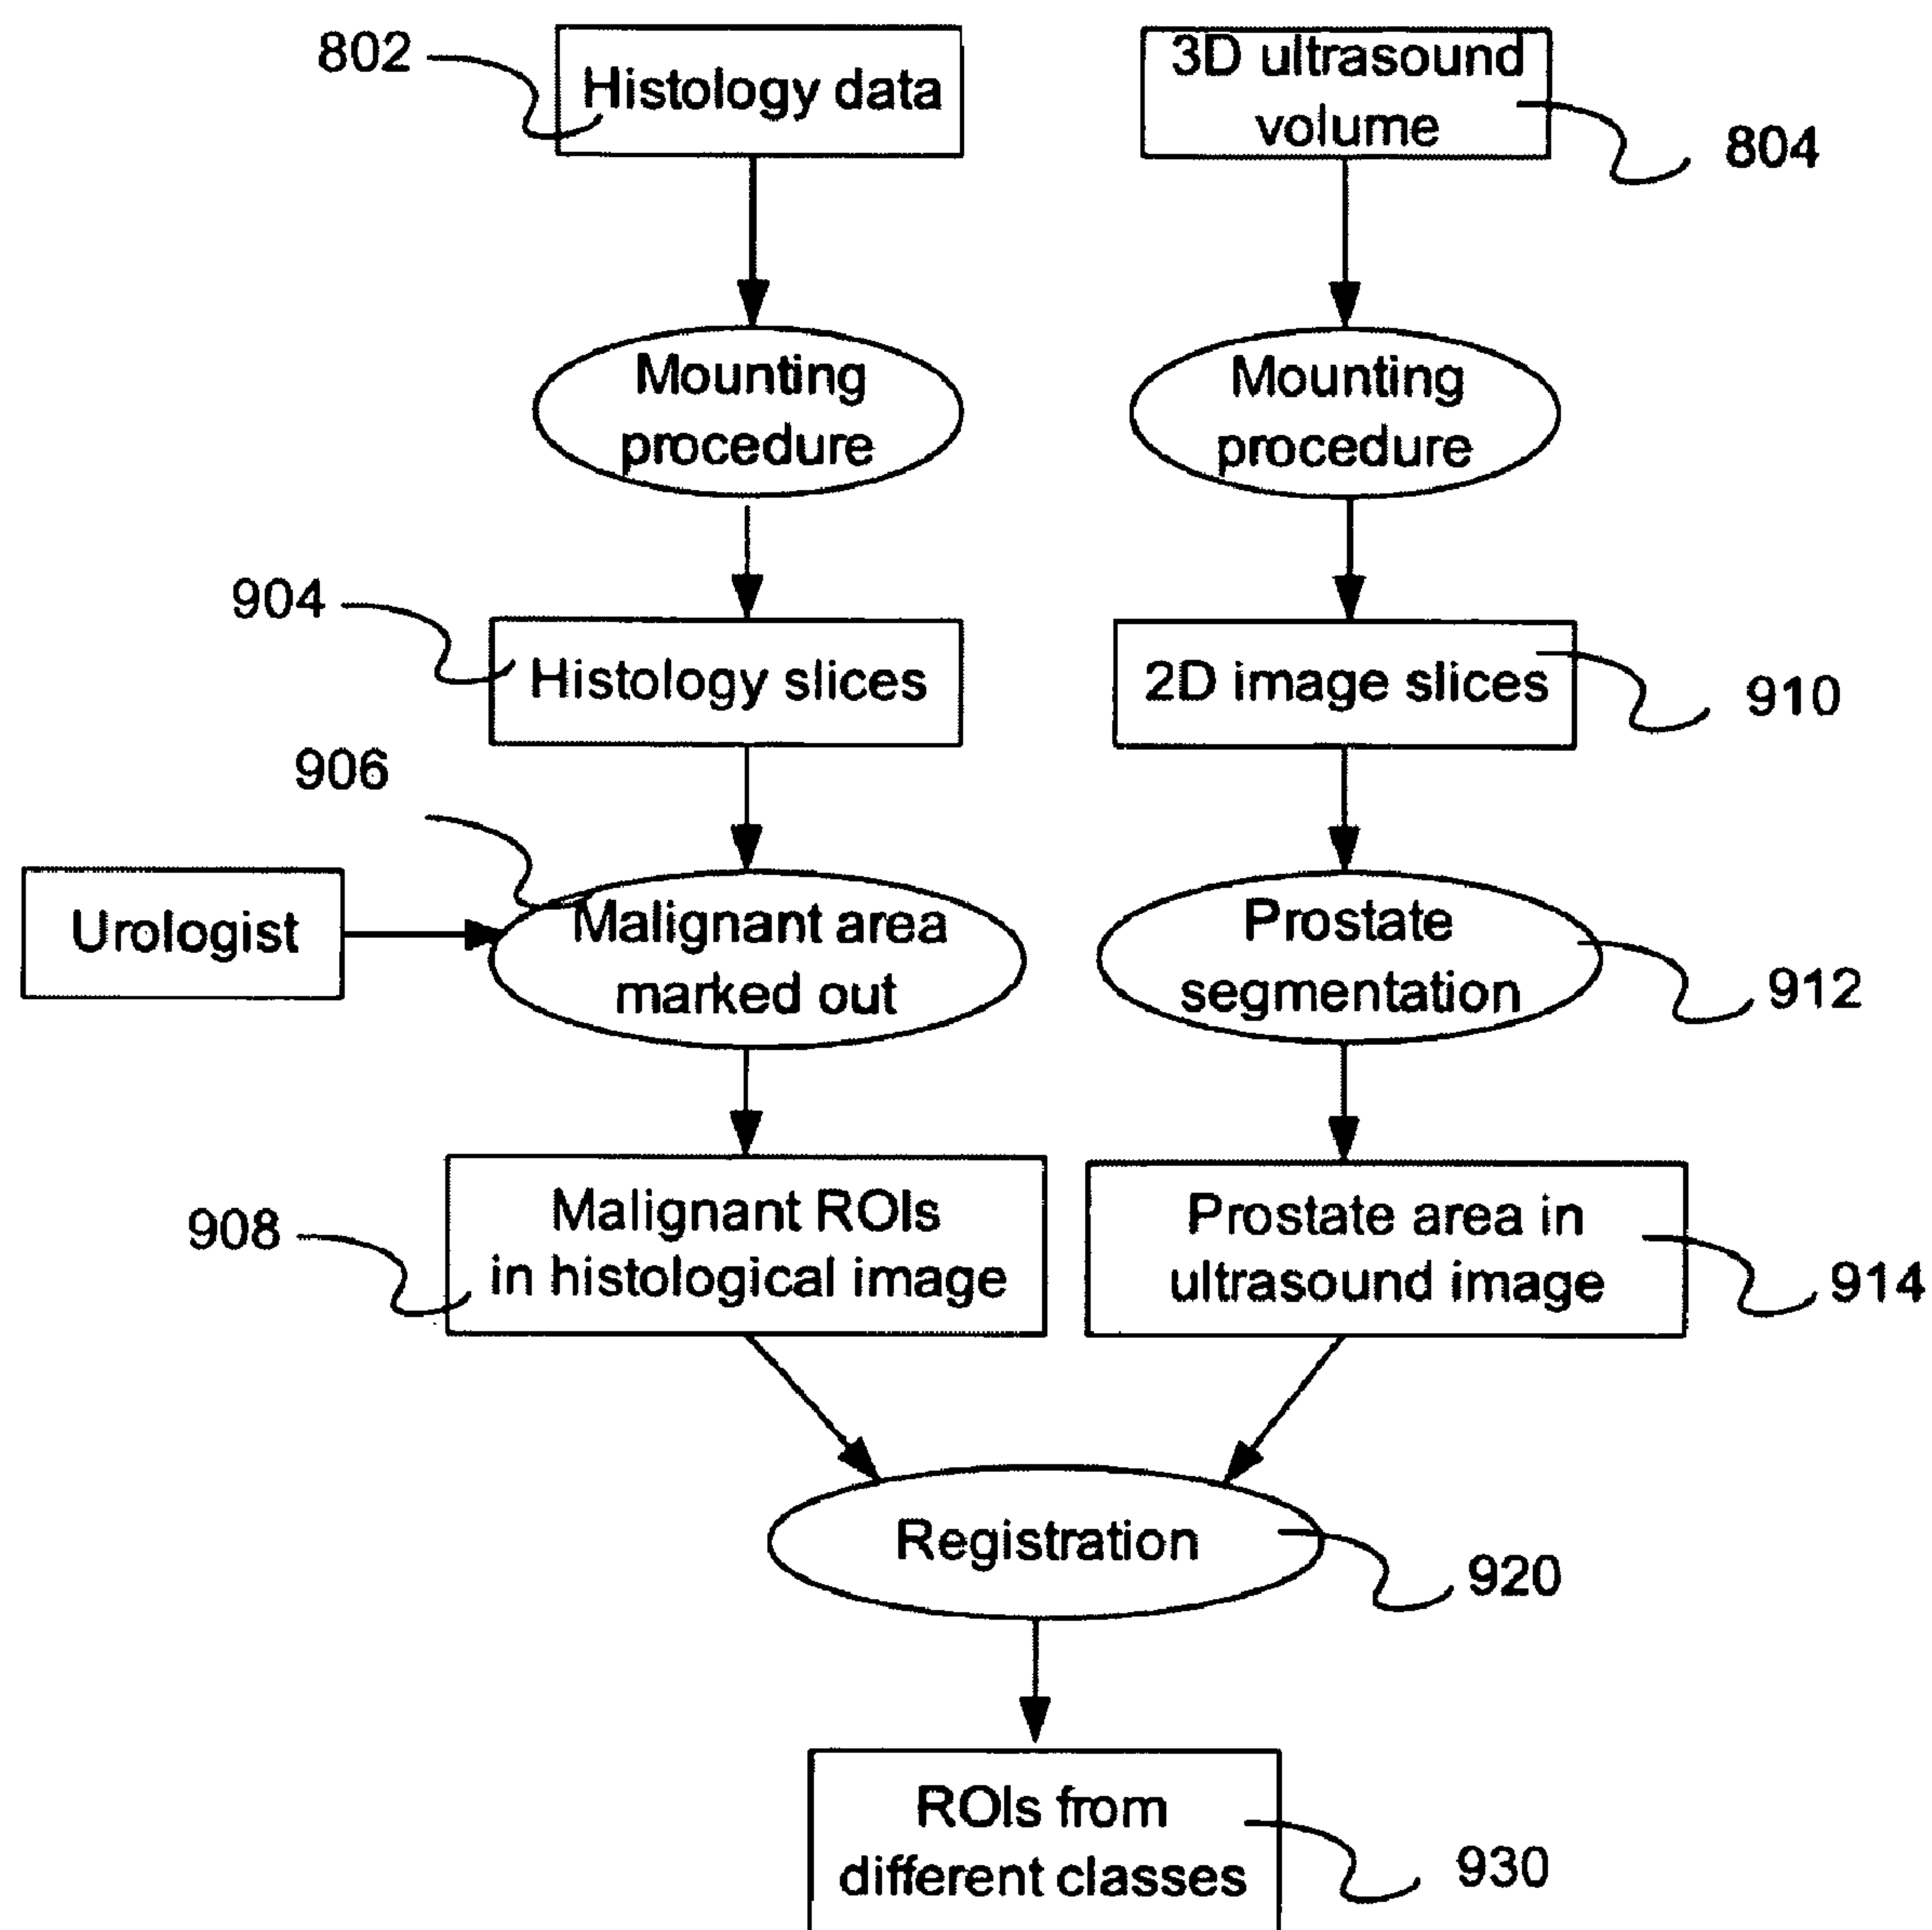 802
Histology data
3D ultrasound
volume
804
Mounting
procedure
Mounting
procedure
904
Histology slices
2D image slices
910
906
Urologist
Malignant area
marked out
Prostate
segmentation
912
908
Malignant ROIs
in histological image
Prostate area in
ultrasound image
914
Registration
920
ROIs from
different classes
930